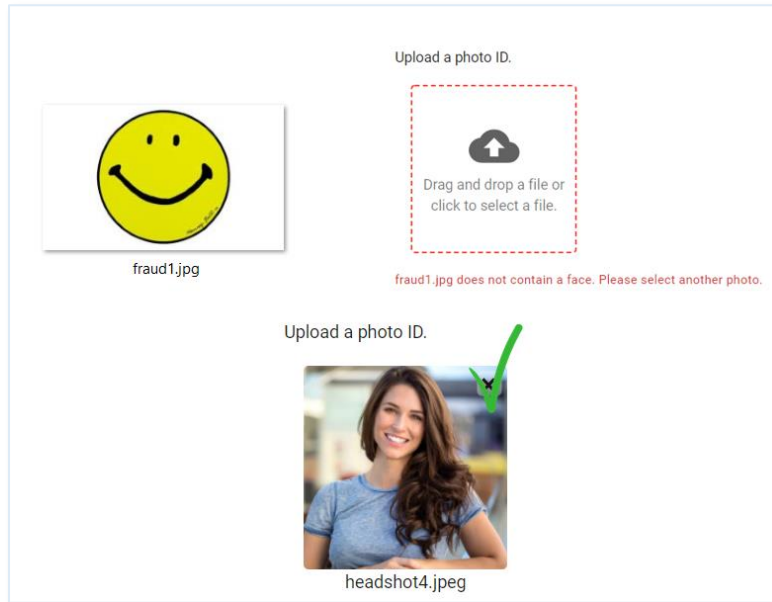 Upload a photo ID.
Drag and drop a file or
click to select a file.
fraud1.jpg
fraud1.jpg does not contain a face. Please select another photo.
Upload a photo ID.
headshot4.jpeg